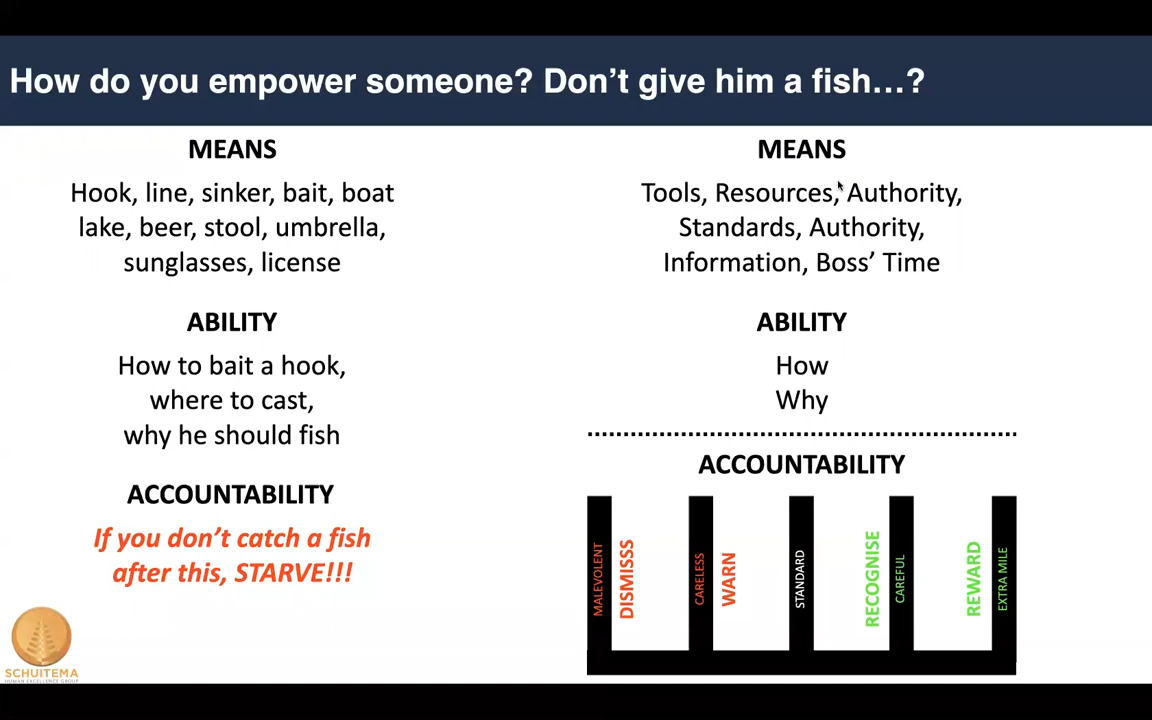 How do you empower someone? Don’t give him a fish…?
MEANS
Hook, line, sinker, bait, boat
lake, beer, stool, umbrella,
sunglasses, license
ABILITY
How to bait a hook,
where to cast,
why he should fish
ACCOUNTABILITY
If you don’t catch a fish
after this, STARVE!!!
MEANS
Tools, Resources, Authority,
Standards, Authority,
Information, Boss’ Time
ABILITY
How
Why
ACCOUNTABILITY
MALEVOLENT
DISMISSS
CARELESS
WARN
STANDARD
RECOGNISE
CAREFUL
REWARD
EXTRA MILE
SCHUITEMA
HUMAN EXCELLENCE GROUP